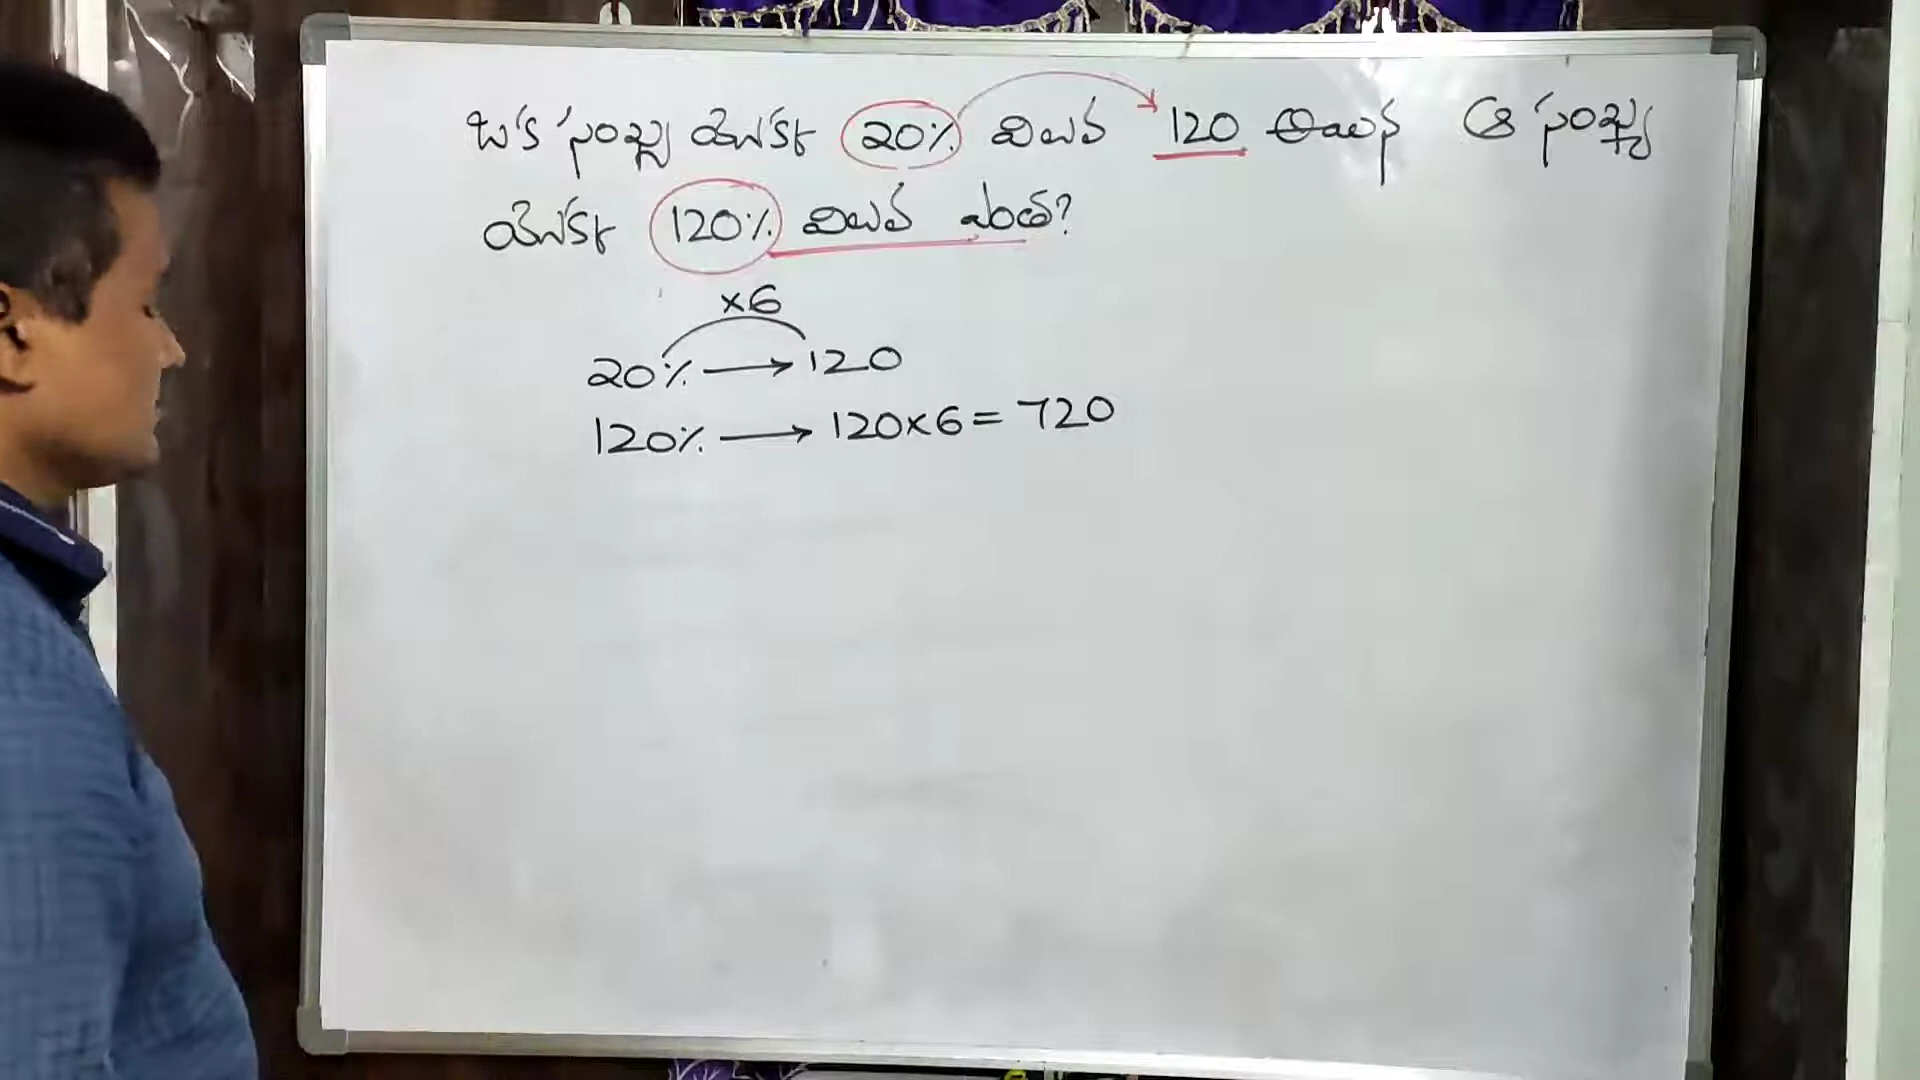 ఒక సంఖ్య యొక్క 20% విలువ 120 అయిన ఆ సంఖ్య
యొక్క 120% విలువ ఎంత?
×6
20% → 120
120% → 120×6 = 720